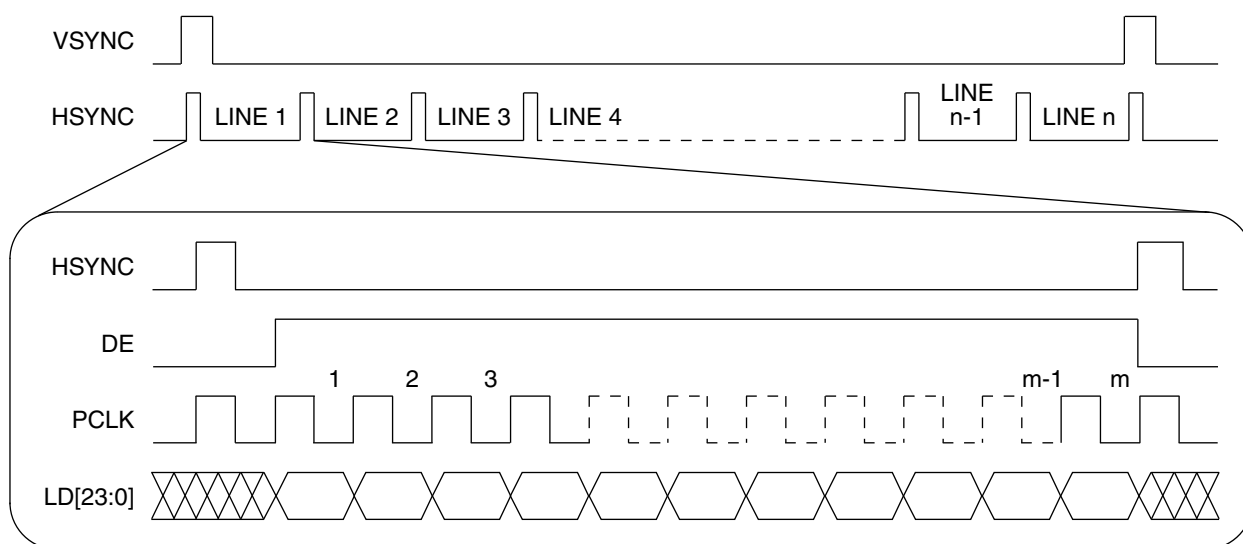 VSYNC
HSYNC LINE 1 LINE 2 LINE 3 LINE 4 LINE n-1 LINE n
HSYNC
DE
1 2 3 m-1 m
PCLK
LD[23:0]